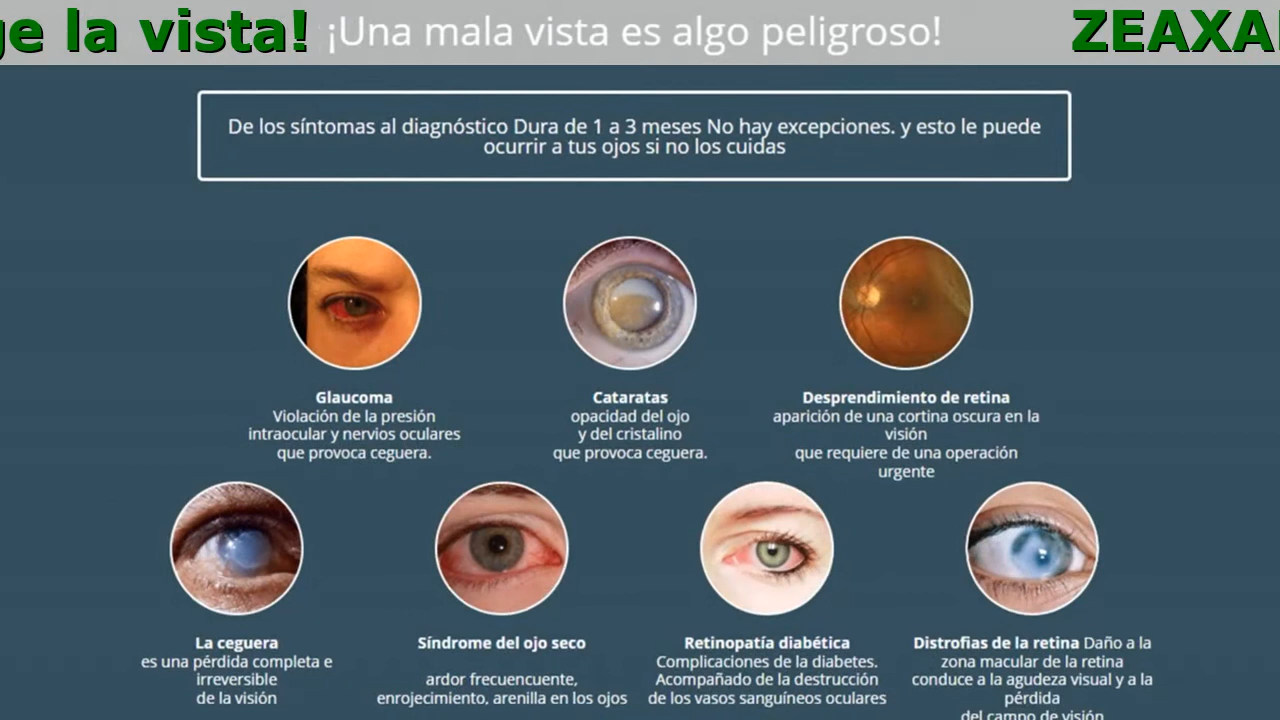 ge la vista! ¡Una mala vista es algo peligroso! ZEAXA
De los síntomas al diagnóstico Dura de 1 a 3 meses No hay excepciones. y esto le puede
ocurrir a tus ojos si no los cuidas
Glaucoma
Violación de la presión
intraocular y nervios oculares
que provoca ceguera.
Cataratas
opacidad del ojo
y del cristalino
que provoca ceguera.
Desprendimiento de retina
aparición de una cortina oscura en la
visión
que requiere de una operación
urgente
La ceguera
es una pérdida completa e
irreversible
de la visión
Síndrome del ojo seco
ardor frecuencuente,
enrojecimiento, arenilla en los ojos
Retinopatía diabética
Complicaciones de la diabetes.
Acompañado de la destrucción
de los vasos sanguíneos oculares
Distrofias de la retina Daño a la
zona macular de la retina
conduce a la agudeza visual y a la
pérdida
del campo de visión